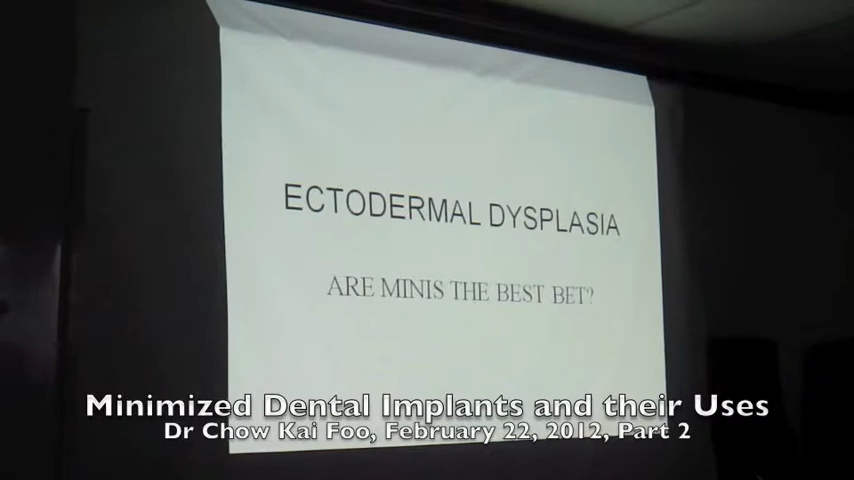 ECTODERMAL DYSPLASIA
ARE MINIS THE BEST BET?
Minimized Dental Implants and their Uses
Dr Chow Kai Foo, February 22, 2012, Part 2